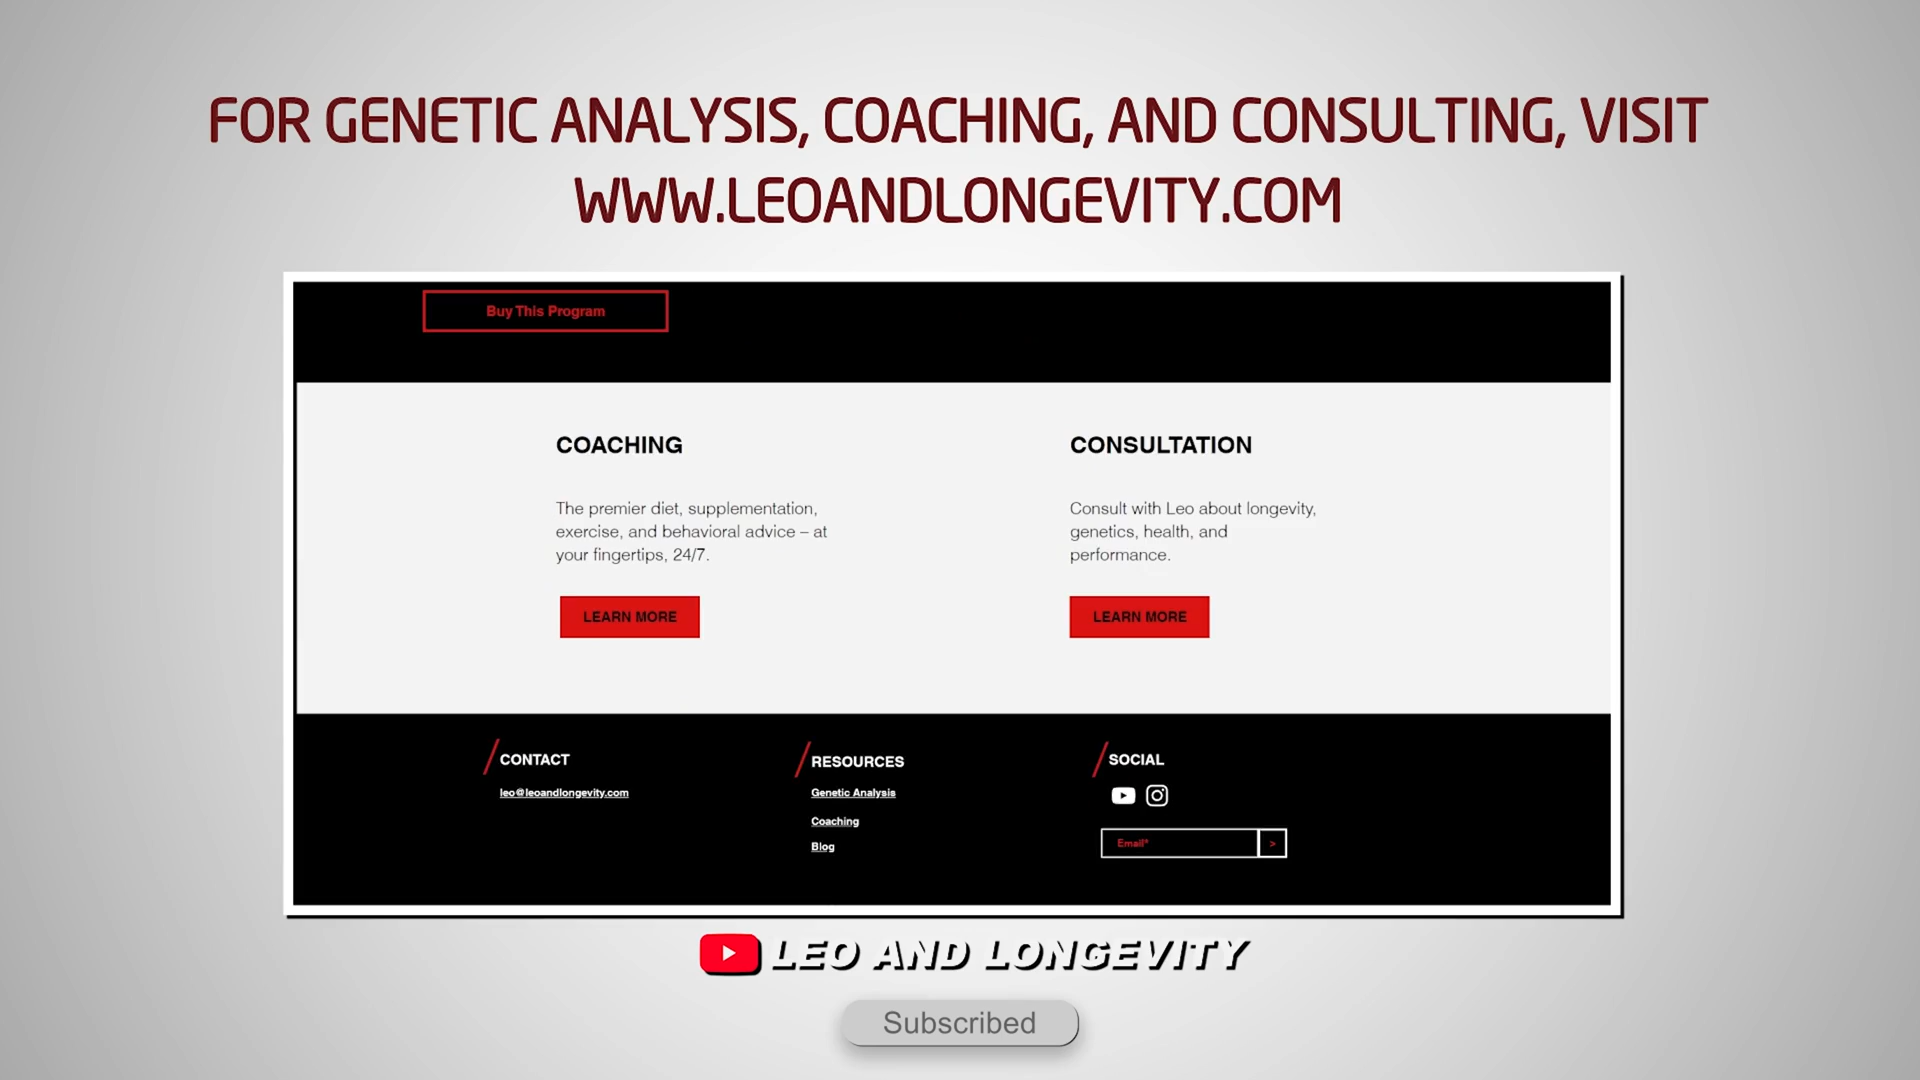 FOR GENETIC ANALYSIS, COACHING, AND CONSULTING, VISIT
WWW.LEOANDLONGEVITY.COM
Buy This Program
COACHING
The premier diet, supplementation,
exercise, and behavioral advice – at
your fingertips, 24/7.
LEARN MORE
CONSULTATION
Consult with Leo about longevity,
genetics, health, and
performance.
LEARN MORE
CONTACT
leo@leoandlongevity.com
RESOURCES
Genetic Analysis
Coaching
Blog
SOCIAL
Email*
>
LEO AND LONGEVITY
Subscribed